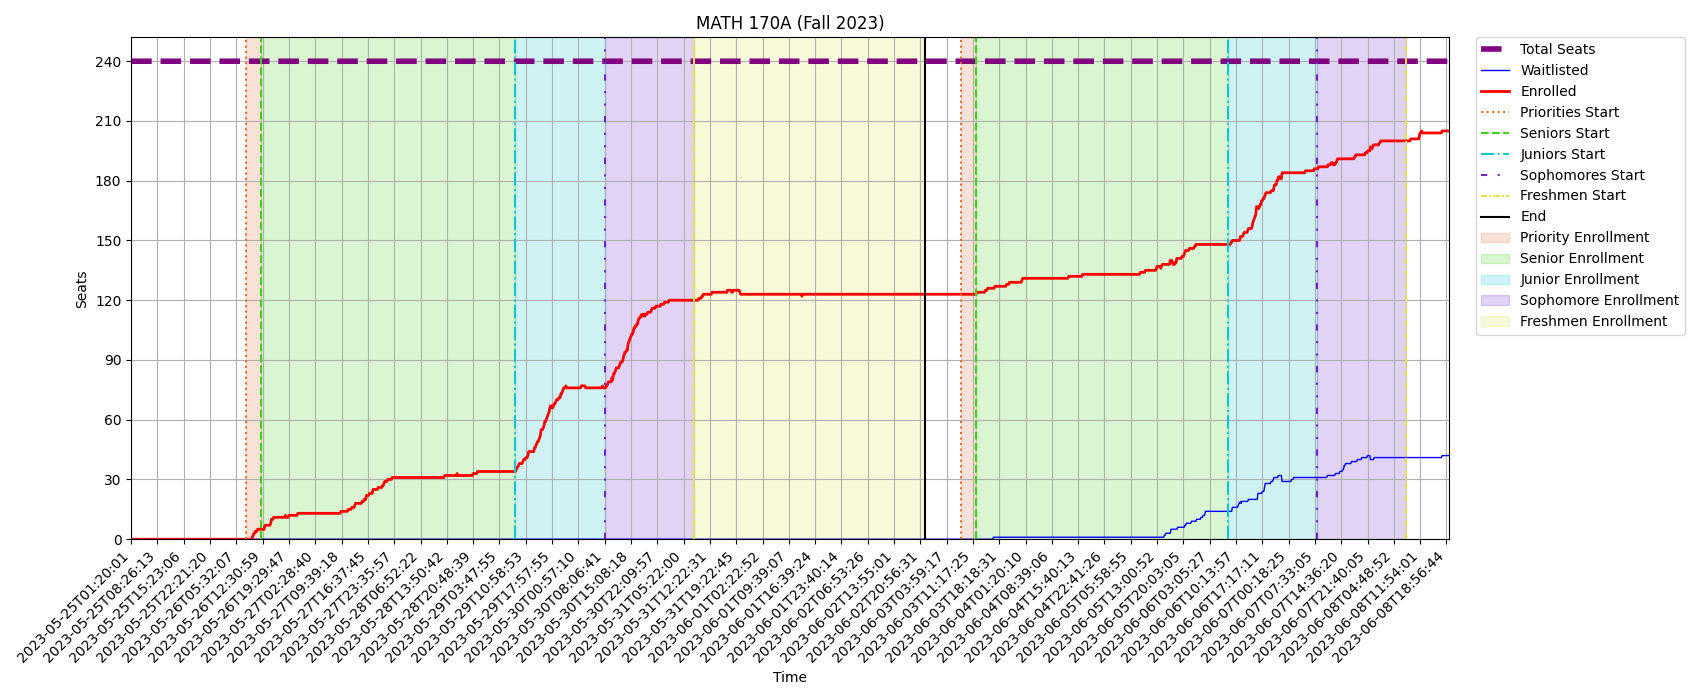 MATH 170A (Fall 2023)
Seats
240
210
180
150
120
90
60
30
0
2023-05-25T01:20:01
2023-05-25T08:26:13
2023-05-25T15:23:06
2023-05-25T22:21:20
2023-05-26T05:32:07
2023-05-26T12:30:59
2023-05-26T19:29:47
2023-05-27T02:28:40
2023-05-27T09:39:18
2023-05-27T16:37:45
2023-05-27T23:35:57
2023-05-28T06:52:22
2023-05-28T13:50:42
2023-05-28T20:48:39
2023-05-29T03:47:55
2023-05-29T10:58:53
2023-05-29T17:57:55
2023-05-30T00:57:10
2023-05-30T08:06:41
2023-05-30T15:08:18
2023-05-30T22:09:57
2023-05-31T05:22:00
2023-05-31T12:22:31
2023-05-31T19:22:45
2023-06-01T02:22:52
2023-06-01T09:39:07
2023-06-01T16:39:24
2023-06-01T23:40:14
2023-06-02T06:53:26
2023-06-02T13:55:01
2023-06-02T20:56:31
2023-06-03T03:59:17
2023-06-03T11:17:25
2023-06-03T18:18:31
2023-06-04T01:20:10
2023-06-04T08:39:06
2023-06-04T15:40:13
2023-06-04T22:41:26
2023-06-05T05:58:55
2023-06-05T13:00:52
2023-06-05T20:03:05
2023-06-06T03:05:27
2023-06-06T10:13:57
2023-06-06T17:17:11
2023-06-07T00:18:25
2023-06-07T07:33:05
2023-06-07T14:36:20
2023-06-07T21:40:05
2023-06-08T04:48:52
2023-06-08T11:54:01
2023-06-08T18:56:44
Time
Total Seats
Waitlisted
Enrolled
Priorities Start
Seniors Start
Juniors Start
Sophomores Start
Freshmen Start
End
Priority Enrollment
Senior Enrollment
Junior Enrollment
Sophomore Enrollment
Freshmen Enrollment